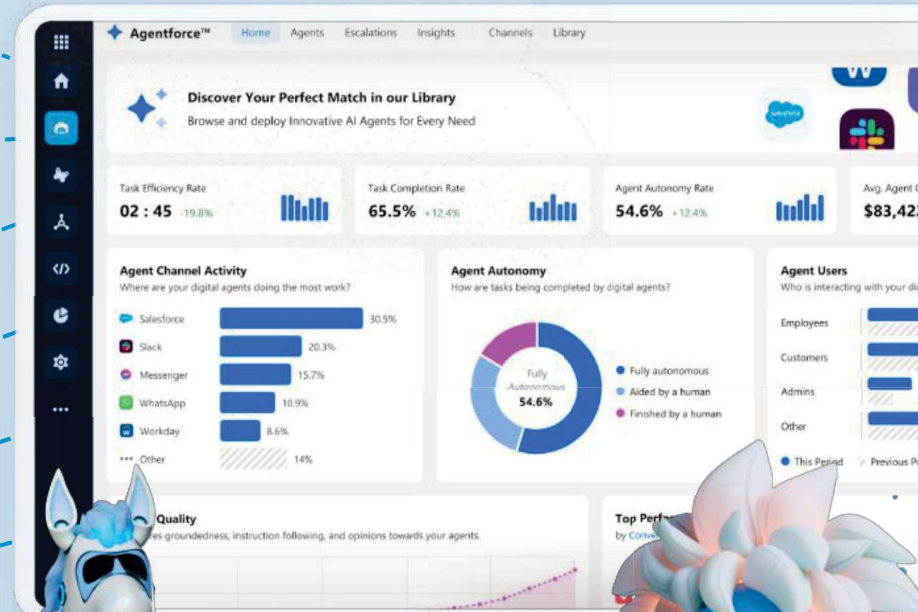 Agentforce™ Home Agents Escalations Insights Channels Library
Discover Your Perfect Match in our Library
Browse and deploy Innovative AI Agents for Every Need
salesforce
Task Efficiency Rate
02 : 45 -19.8%
Task Completion Rate
65.5% +12.4%
Agent Autonomy Rate
54.6% +12.4%
Avg. Agent
Agent Channel Activity
Where are your digital agents doing the most work?
Salesforce 30.5%
Slack 20.3%
Messenger 15.7%
WhatsApp 10.9%
Workday 8.6%
Other 14%
Agent Autonomy
How are tasks being completed by digital agents?
Fully
Autonomous
54.6%
Fully autonomous
Aided by a human
Finished by a human
Agent Users
Who is interacting with your
Employees
Customers
Admins
Other
This Period Previous
Quality
groundedness, instruction following, and opinions towards your agents.
Top
by